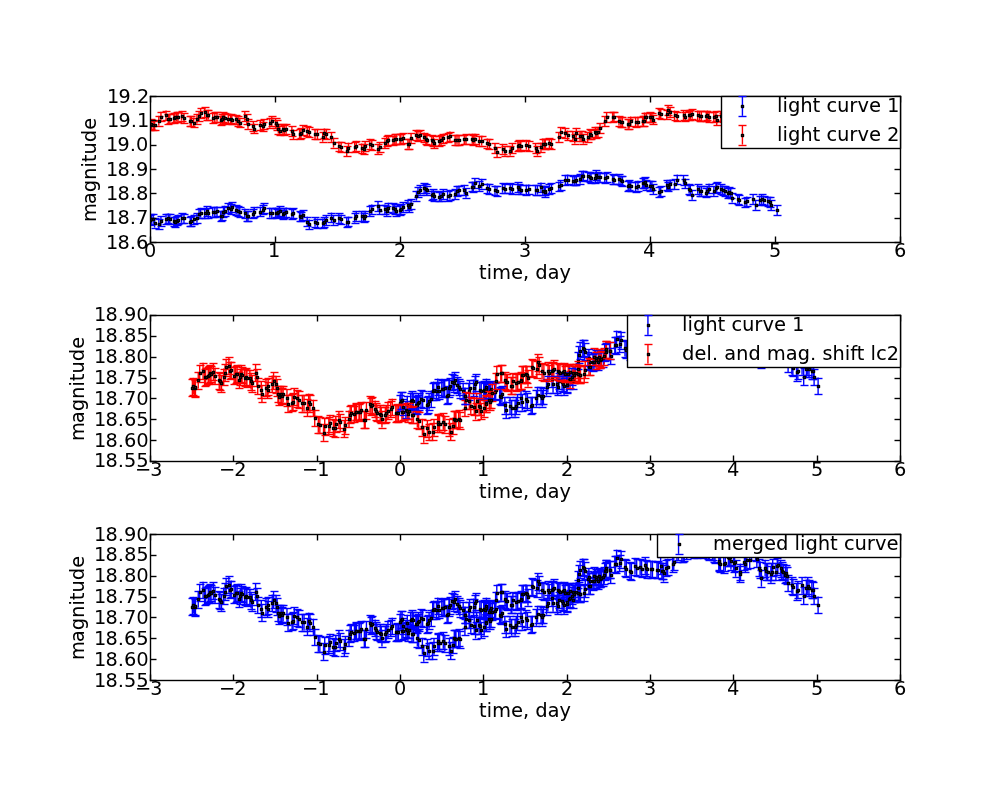 19.2
19.1
19.0
18.9
18.8
18.7
18.6
magnitude
light curve 1
light curve 2
0 1 2 3 4 5 6
time, day
18.90
18.85
18.80
18.75
18.70
18.65
18.60
18.55
magnitude
light curve 1
del. and mag. shift lc2
−3 −2 −1 0 1 2 3 4 5 6
time, day
18.90
18.85
18.80
18.75
18.70
18.65
18.60
18.55
magnitude
merged light curve
−3 −2 −1 0 1 2 3 4 5 6
time, day